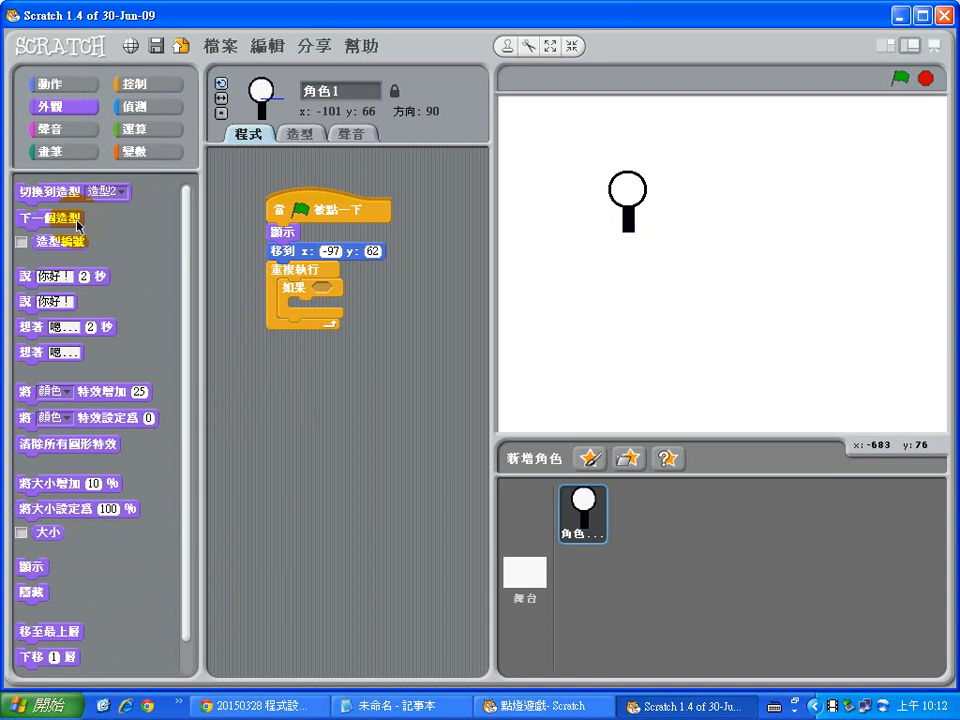 Scratch 1.4 of 30-Jun-09
SCRATCH 檔案 編輯 分享 幫助
動作 控制
外觀 偵測
聲音 運算
畫筆 變數
角色1
x: -101 y: 66 方向: 90
程式 造型 聲音
切換到造型 造型2
下一個造型
造型編號
說 你好！ 2 秒
說 你好！
想著 嗯... 2 秒
想著 嗯...
將 顏色 特效增加 25
將 顏色 特效設定為 0
清除所有圖形特效
將大小增加 10 %
將大小設定為 100 %
大小
顯示
隱藏
移至最上層
下移 1 層
當 被點一下
顯示
移到 x: -97 y: 62
重複執行
如果
x: -683 y: 76
新增角色
角色...
舞台
開始 20150328 程式設... 未命名 - 記事本 點燈遊戲- Scratch Scratch 1.4 of 30-Ju... 上午 10:12